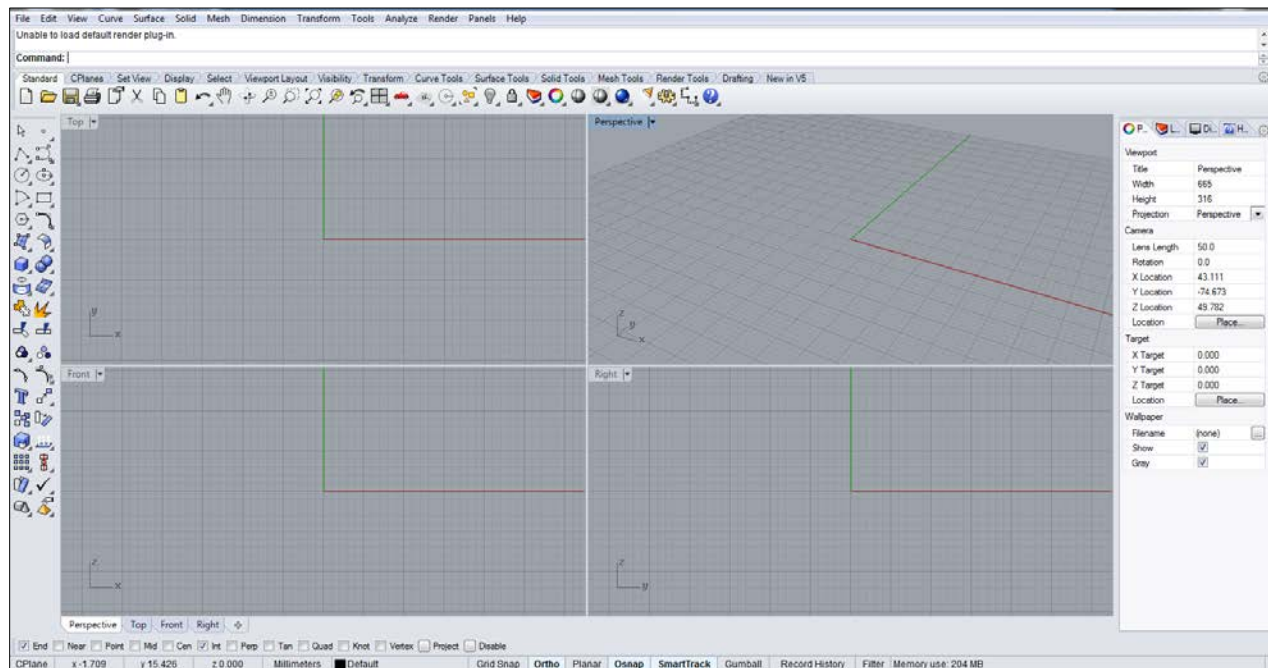 File Edit View Curve Surface Solid Mesh Dimension Transform Tools Analyze Render Panels Help
Unable to load default render plug-in.
Command:
Standard CPlanes Set View Display Select Viewport Layout Visibility Transform Curve Tools Surface Tools Solid Tools Mesh Tools Render Tools Drafting New in V5
Top
y
x
Perspective
z
y
x
Front
z
x
Right
z
y
P.. L.. Di.. H..
Viewport
Title Perspective
Width 665
Height 316
Projection Perspective
Camera
Lens Length 50.0
Rotation 0.0
X Location 43.111
Y Location -74.673
Z Location 49.782
Location Place...
Target
X Target 0.000
Y Target 0.000
Z Target 0.000
Location Place...
Wallpaper
Filename (none) ...
Show
Gray
Perspective Top Front Right
End Near Point Mid Cen Int Perp Tan Quad Knot Vertex Project Disable
CPlane x -1.709 y 15.426 z 0.000 Millimeters Default Grid Snap Ortho Planar Osnap SmartTrack Gumball Record History Filter Memory use: 204 MB